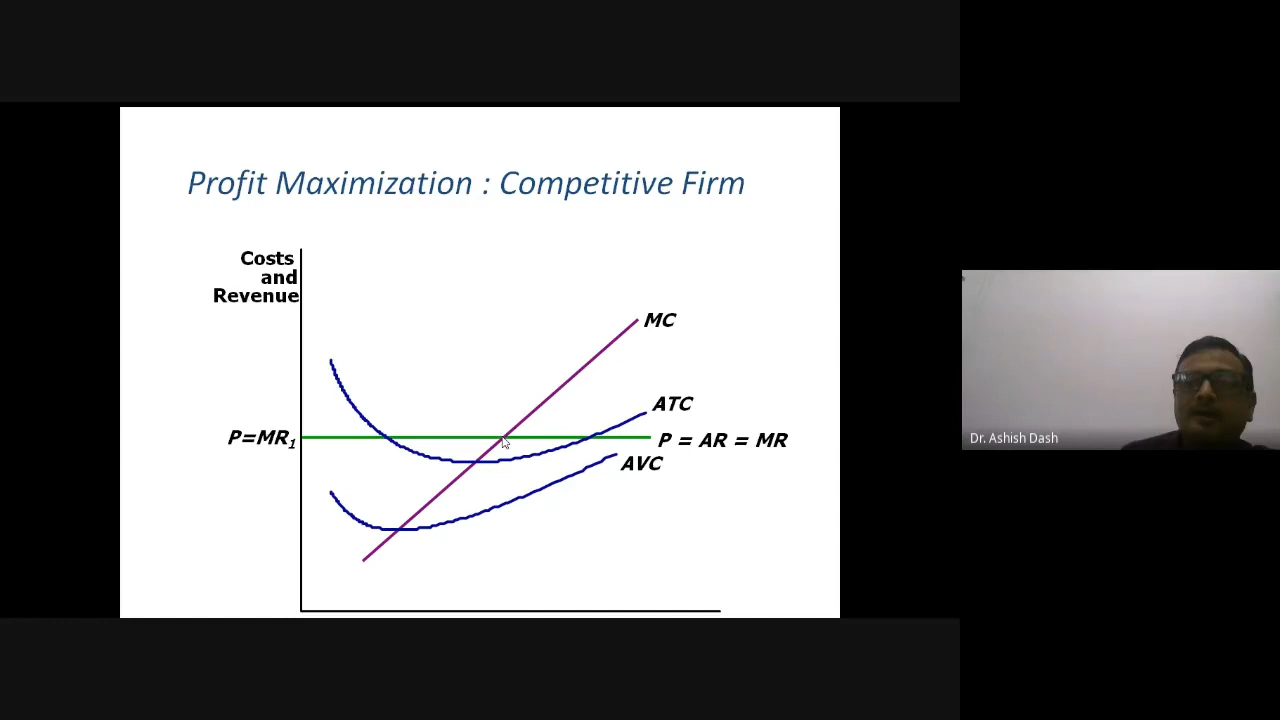 Profit Maximization : Competitive Firm
Costs
and
Revenue
MC
ATC
P=MR1
P = AR = MR
AVC
Dr. Ashish Dash